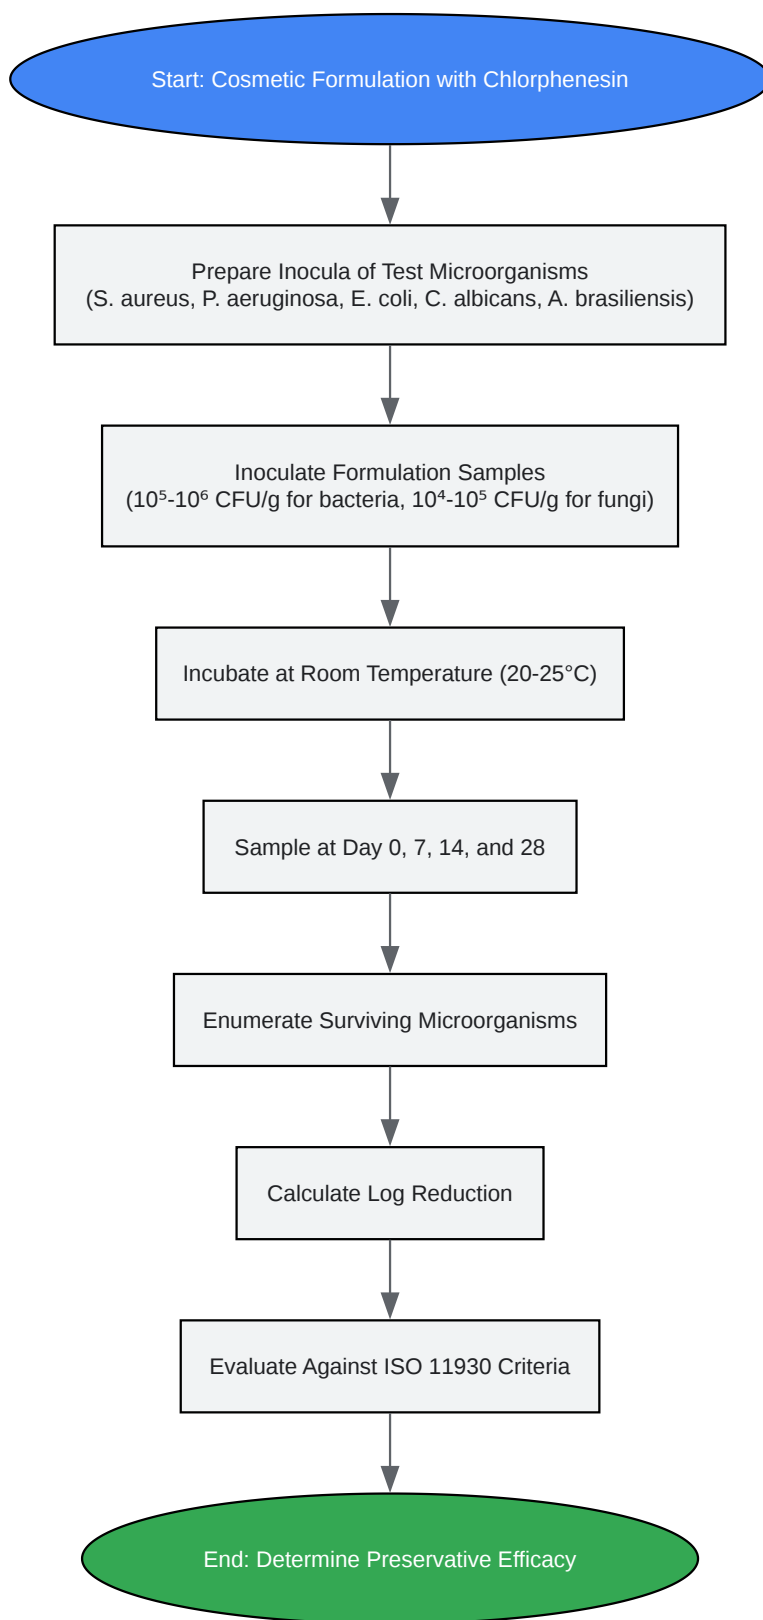 Start: Cosmetic Formulation with Chlorphenesin
Prepare Inocula of Test Microorganisms
(S. aureus, P. aeruginosa, E. coli, C. albicans, A. brasiliensis)
Inoculate Formulation Samples
(10⁵-10⁶ CFU/g for bacteria, 10⁴-10⁵ CFU/g for fungi)
Incubate at Room Temperature (20-25°C)
Sample at Day 0, 7, 14, and 28
Enumerate Surviving Microorganisms
Calculate Log Reduction
Evaluate Against ISO 11930 Criteria
End: Determine Preservative Efficacy